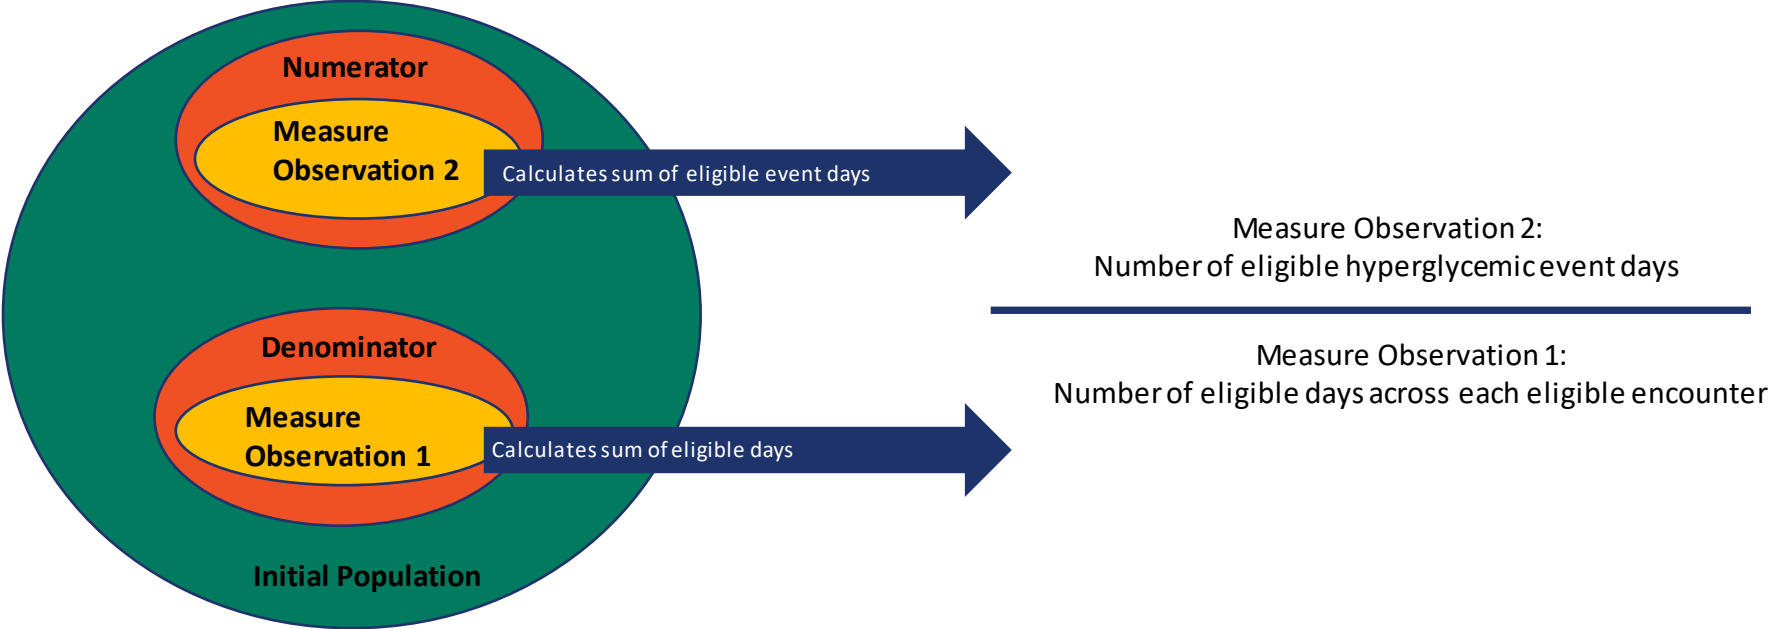 Numerator
Measure
Observation 2
Calculates sum of eligible event days
Measure Observation 2:
Number of eligible hyperglycemic event days
Denominator
Measure
Observation 1
Calculates sum of eligible days
Measure Observation 1:
Number of eligible days across each eligible encounter
Initial Population